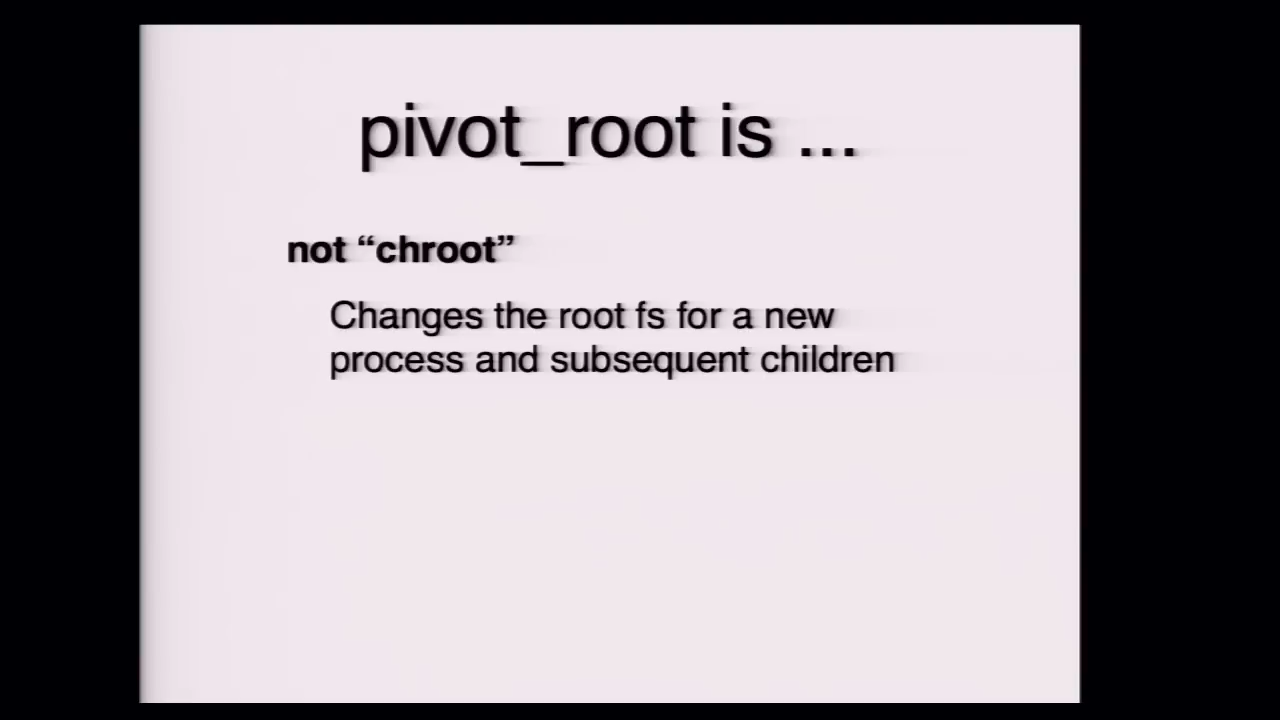 pivot_root is ...
not “chroot”
Changes the root fs for a new
process and subsequent children